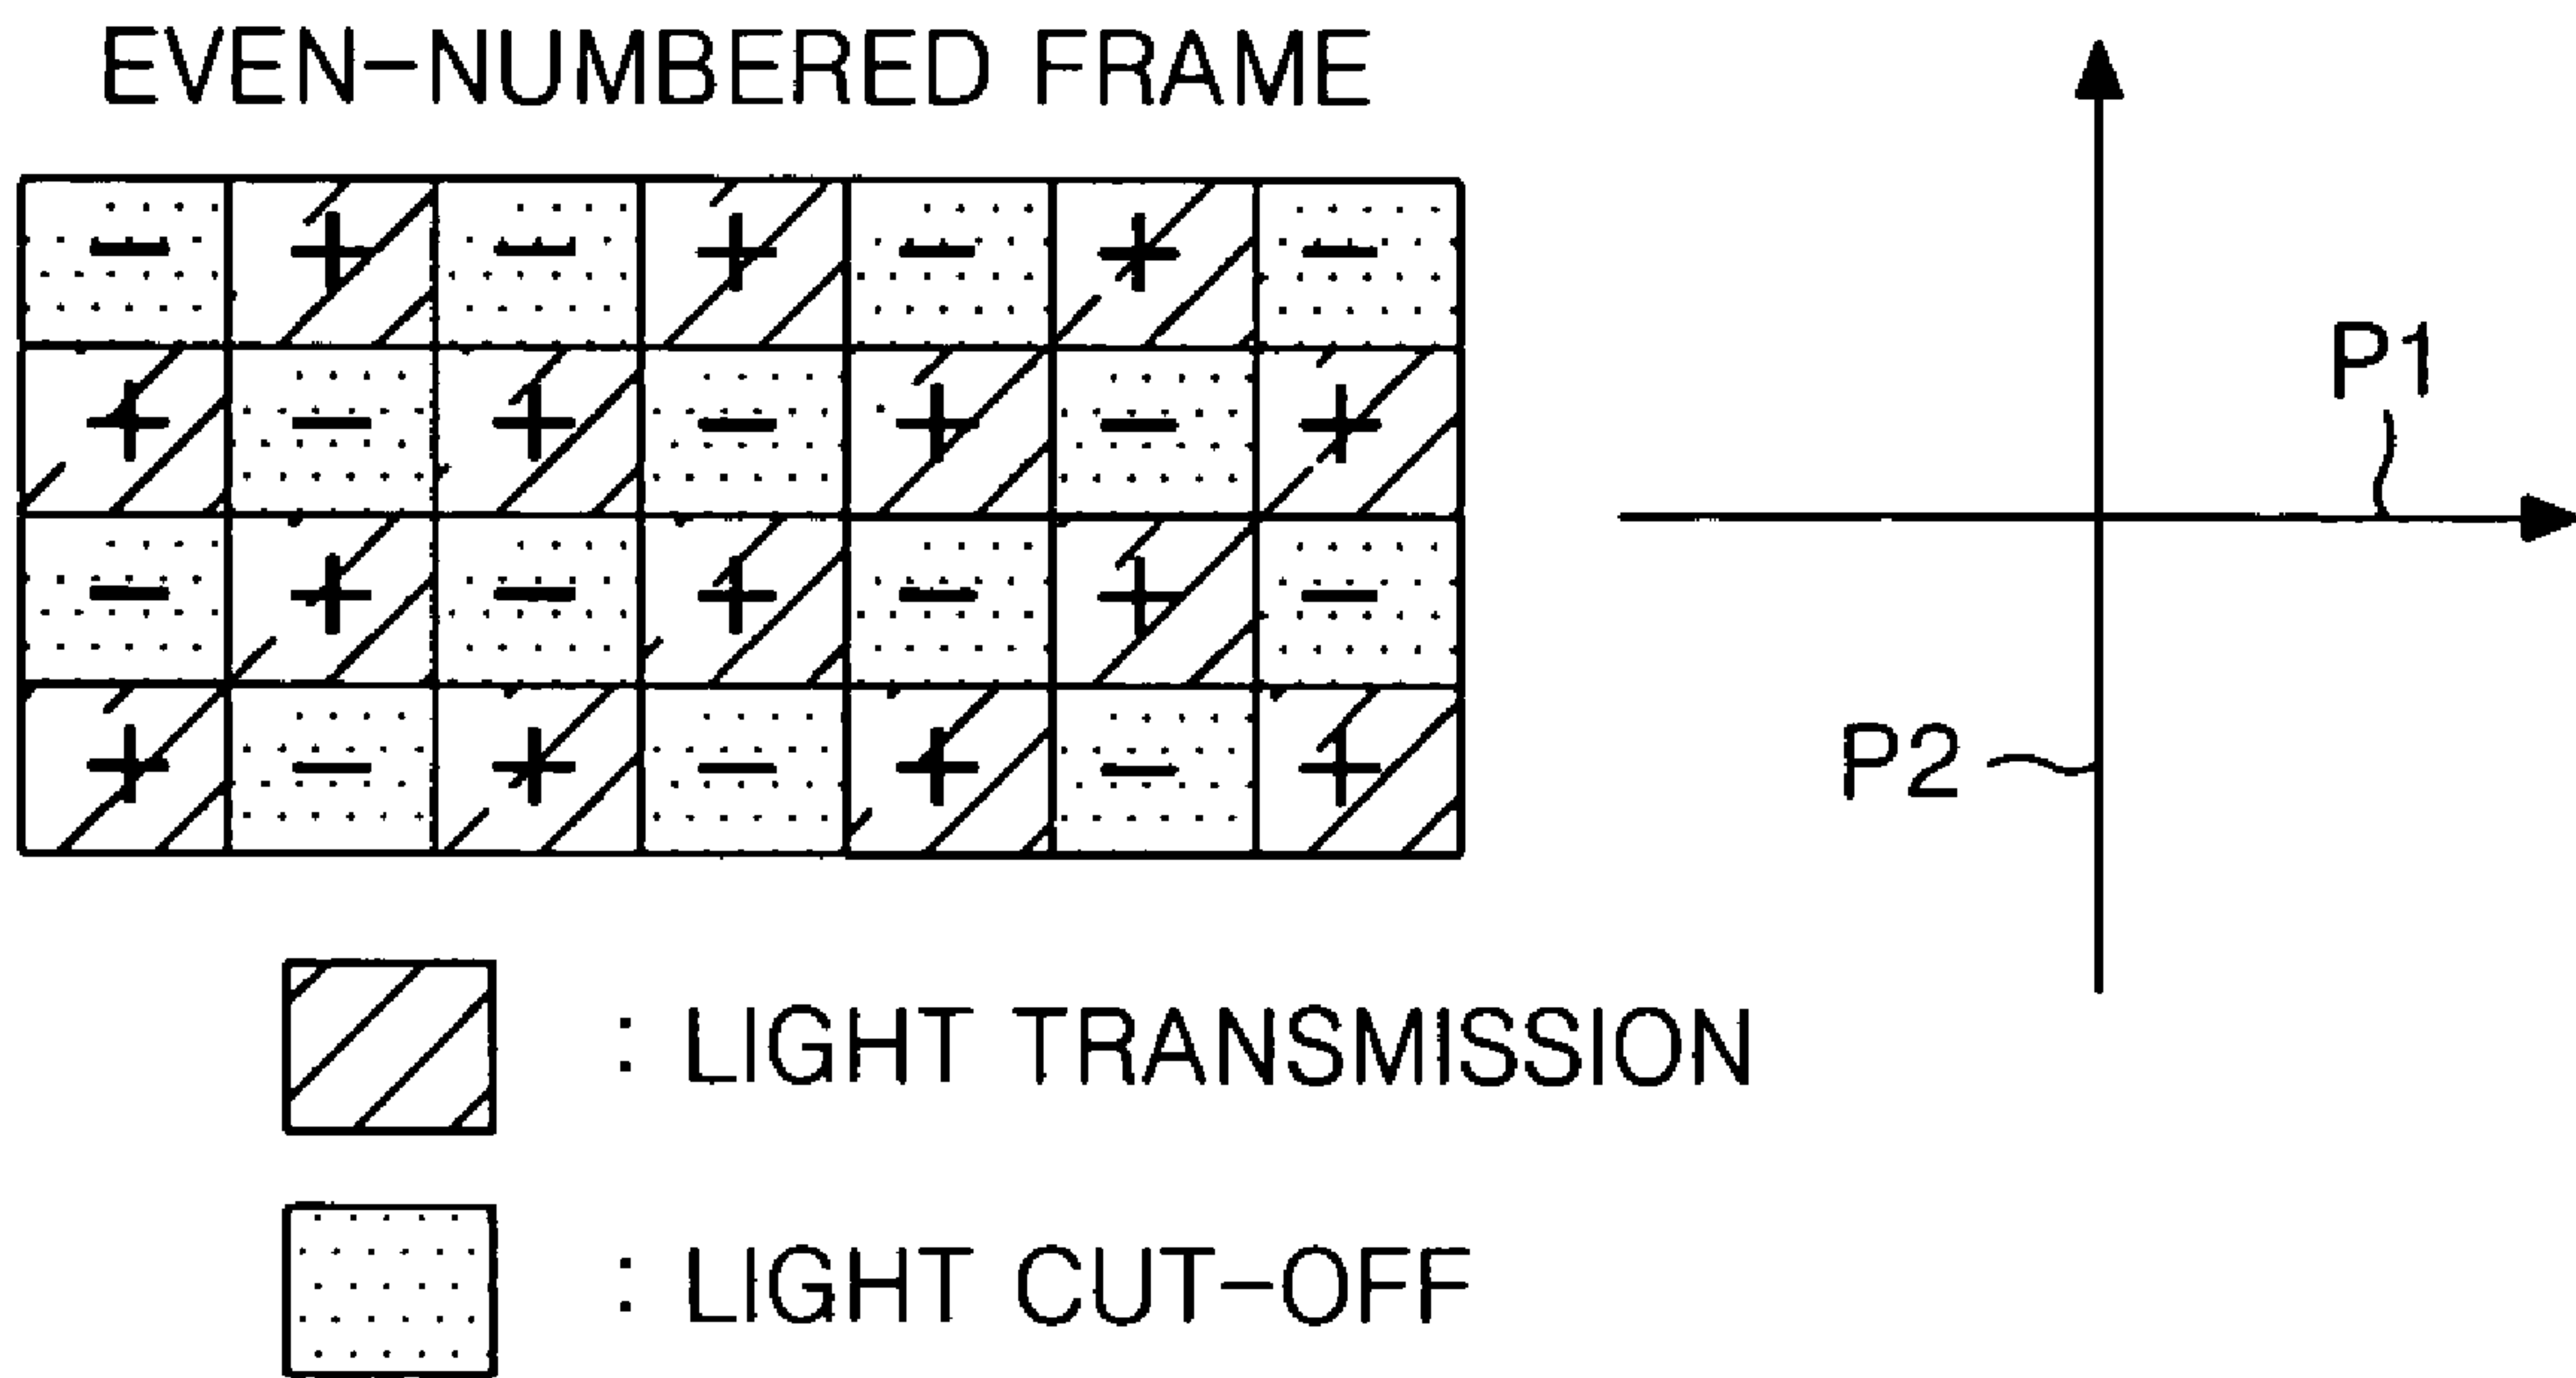 EVEN-NUMBERED FRAME
- + - + - + -
+ - + - + - +
- + - + - + -
+ - + - + - +
P1
P2
: LIGHT TRANSMISSION
: LIGHT CUT-OFF